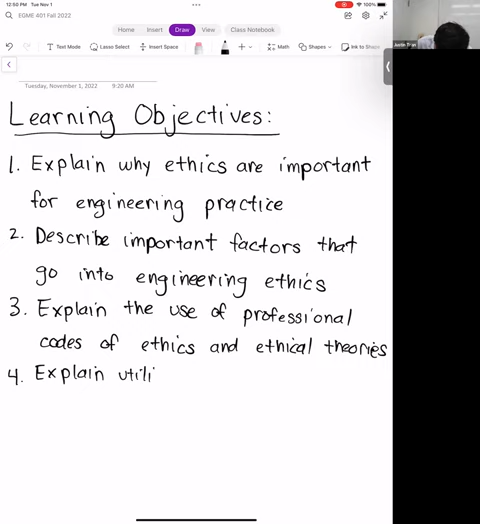 12:50 PM Tue Nov 1
100%
EGME 401 Fall 2022
Home Insert Draw View Class Notebook
Text Mode Lasso Select Insert Space Math Shapes Ink to Shape
Tuesday, November 1, 2022 9:20 AM
Learning Objectives:
1. Explain why ethics are important
for engineering practice
2. Describe important factors that
go into engineering ethics
3. Explain the use of professional
codes of ethics and ethical theories
4. Explain utili
Justin Tran